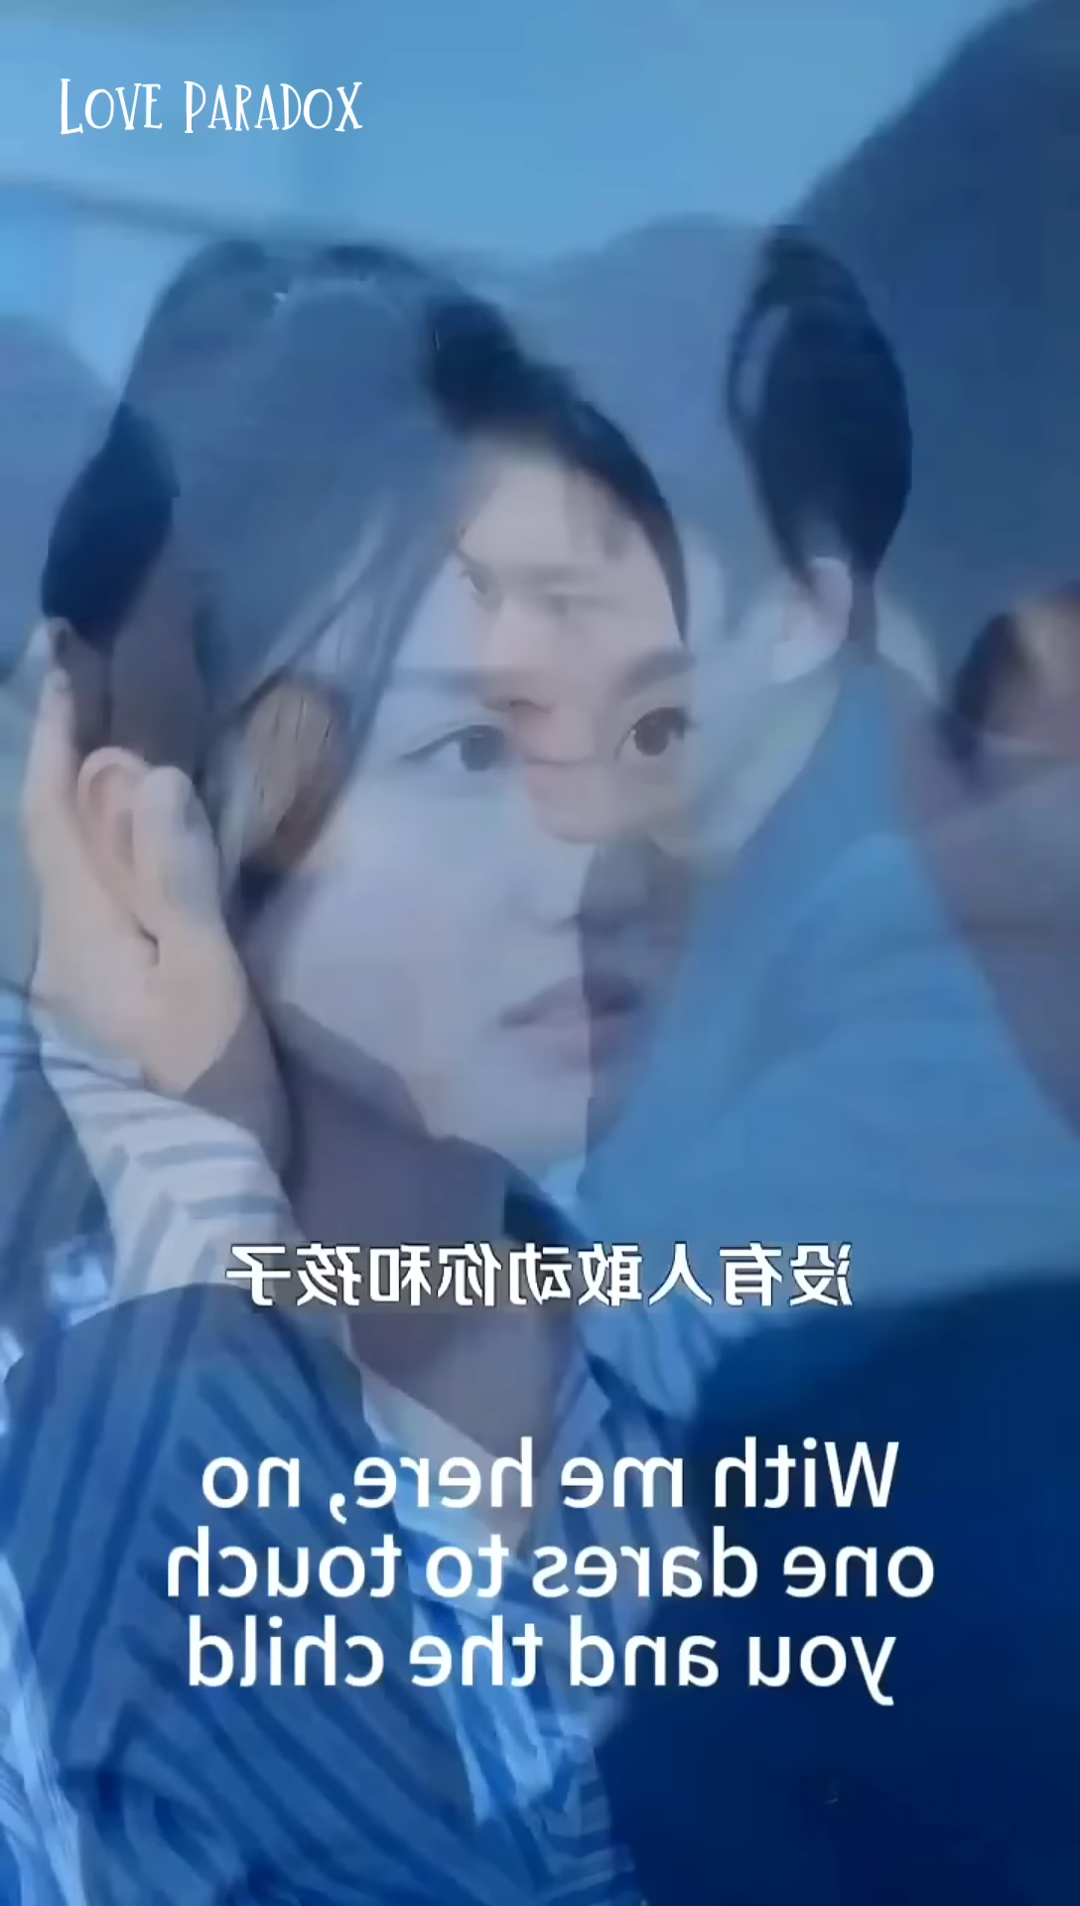 LOVE PARADOX
没有人敢动你和孩子
With me here, no
one dares to touch
you and the child